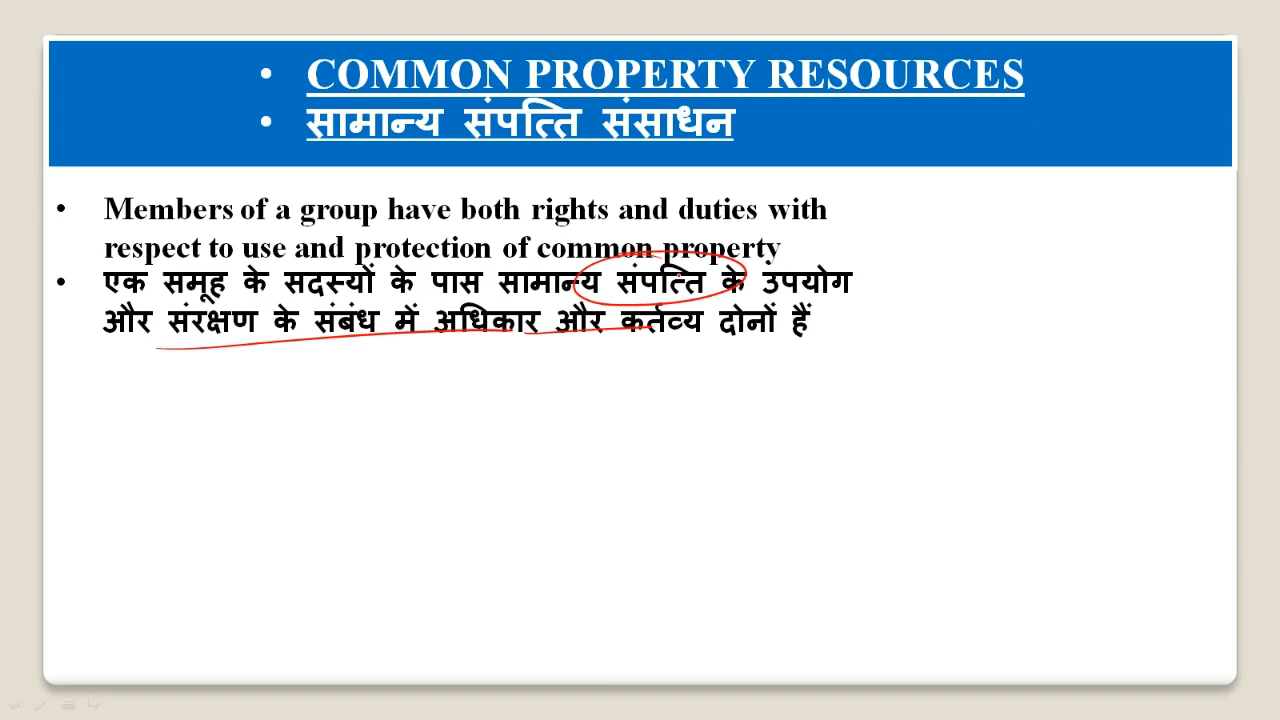 • COMMON PROPERTY RESOURCES
• सामान्य संपत्ति संसाधन
• Members of a group have both rights and duties with
respect to use and protection of common property
• एक समूह के सदस्यों के पास सामान्य संपत्ति के उपयोग
और संरक्षण के संबंध में अधिकार और कर्तव्य दोनों हैं